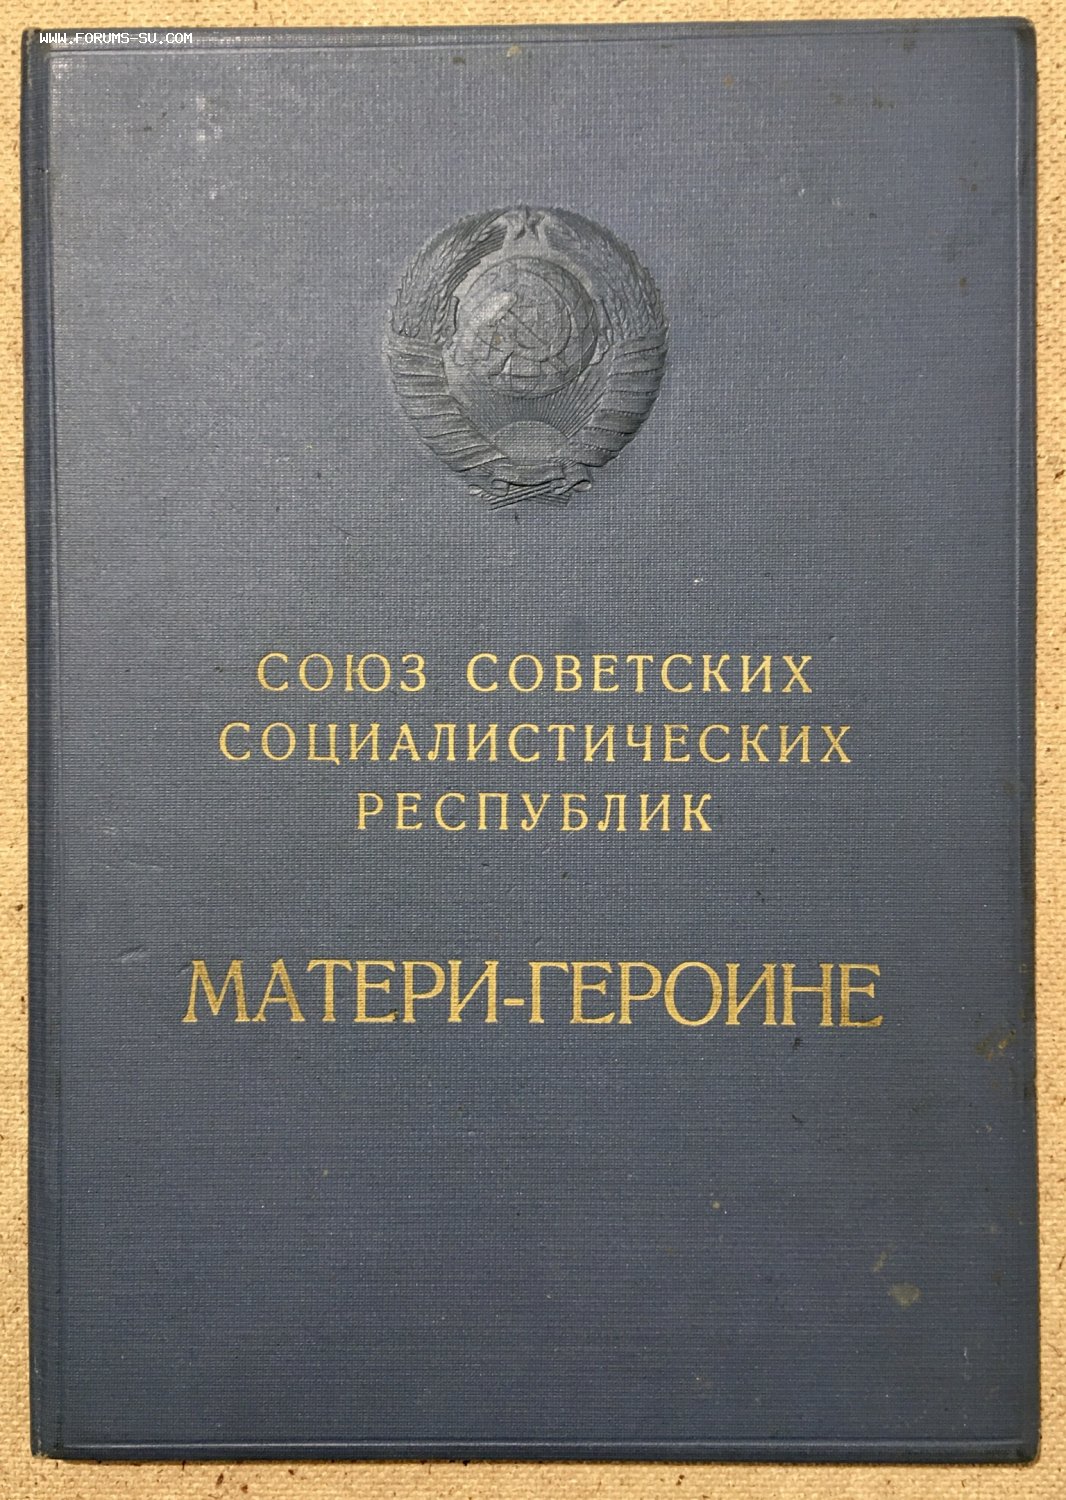 WWW.FORUMS-SU.COM
СОЮЗ СОВЕТСКИХ
СОЦИАЛИСТИЧЕСКИХ
РЕСПУБЛИК
МАТЕРИ-ГЕРОИНЕ